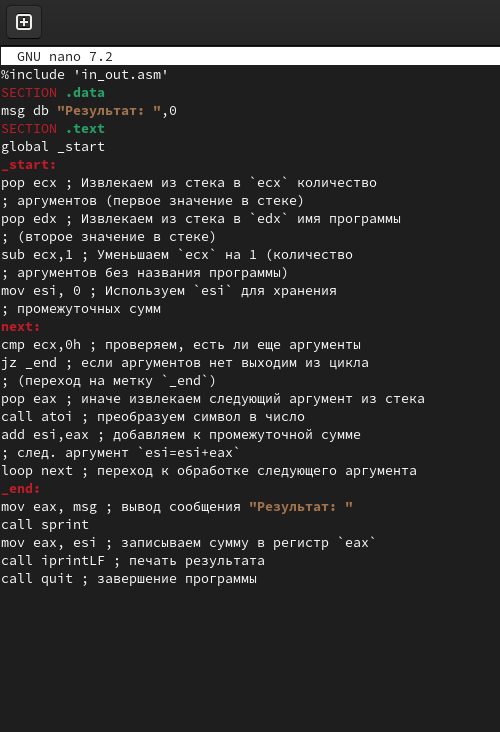 GNU nano 7.2
%include 'in_out.asm'
SECTION .data
msg db "Результат: ",0
SECTION .text
global _start
_start:
pop ecx ; Извлекаем из стека в `ecx` количество
; аргументов (первое значение в стеке)
pop edx ; Извлекаем из стека в `edx` имя программы
; (второе значение в стеке)
sub ecx,1 ; Уменьшаем `ecx` на 1 (количество
; аргументов без названия программы)
mov esi, 0 ; Используем `esi` для хранения
; промежуточных сумм
next:
cmp ecx,0h ; проверяем, есть ли еще аргументы
jz _end ; если аргументов нет выходим из цикла
; (переход на метку `_end`)
pop eax ; иначе извлекаем следующий аргумент из стека
call atoi ; преобразуем символ в число
add esi,eax ; добавляем к промежуточной сумме
; след. аргумент `esi=esi+eax`
loop next ; переход к обработке следующего аргумента
_end:
mov eax, msg ; вывод сообщения "Результат: "
call sprint
mov eax, esi ; записываем сумму в регистр `eax`
call iprintLF ; печать результата
call quit ; завершение программы